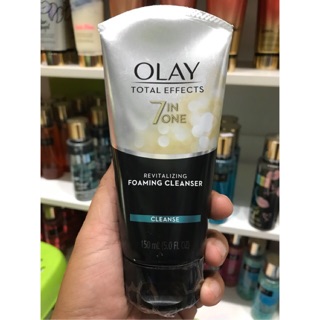 OLAY
TOTAL EFFECTS
7 IN ONE
REVITALIZING
FOAMING CLEANSER
CLEANSE
150 ml (5.0 FL OZ)